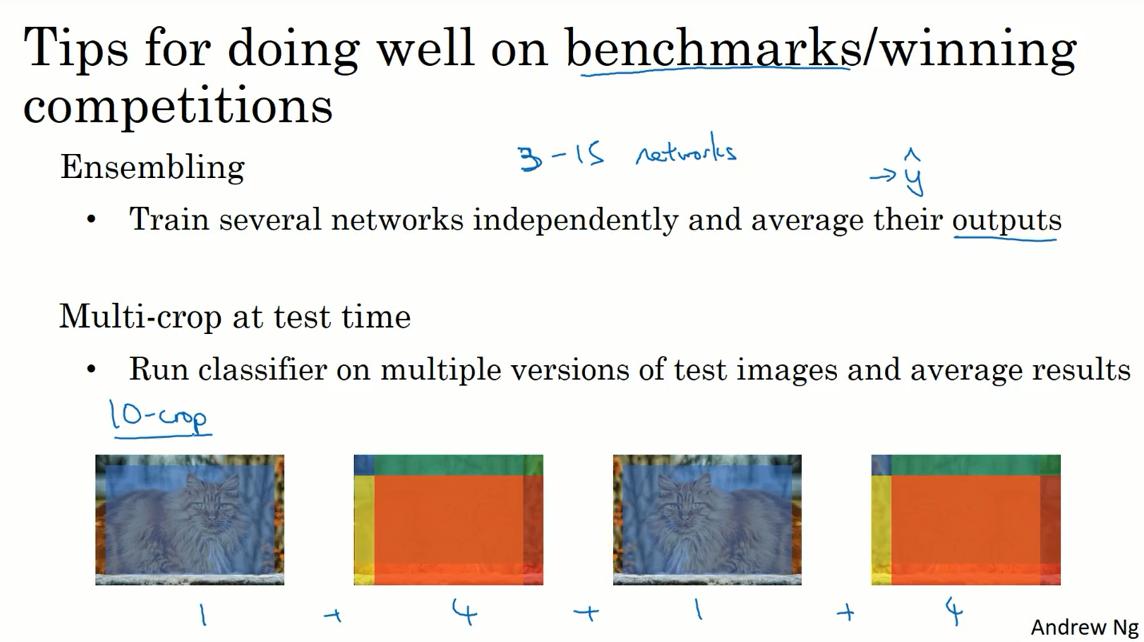 Tips for doing well on benchmarks/winning
competitions
Ensembling
3-15 networks
→ ŷ
• Train several networks independently and average their outputs
Multi-crop at test time
• Run classifier on multiple versions of test images and average results
10-crop
1 + 4 + 1 + 4
Andrew Ng